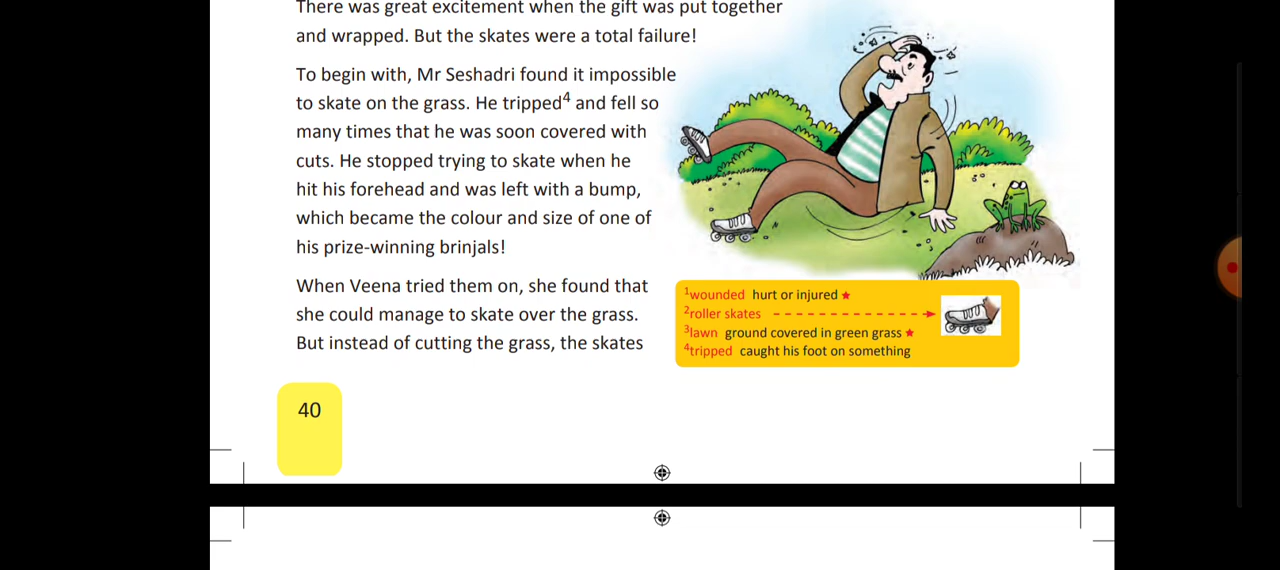 There was great excitement when the gift was put together
and wrapped. But the skates were a total failure!
To begin with, Mr Seshadri found it impossible
to skate on the grass. He tripped4 and fell so
many times that he was soon covered with
cuts. He stopped trying to skate when he
hit his forehead and was left with a bump,
which became the colour and size of one of
his prize-winning brinjals!
When Veena tried them on, she found that
she could manage to skate over the grass.
But instead of cutting the grass, the skates
1wounded hurt or injured ★
2roller skates
3lawn ground covered in green grass ★
4tripped caught his foot on something
40